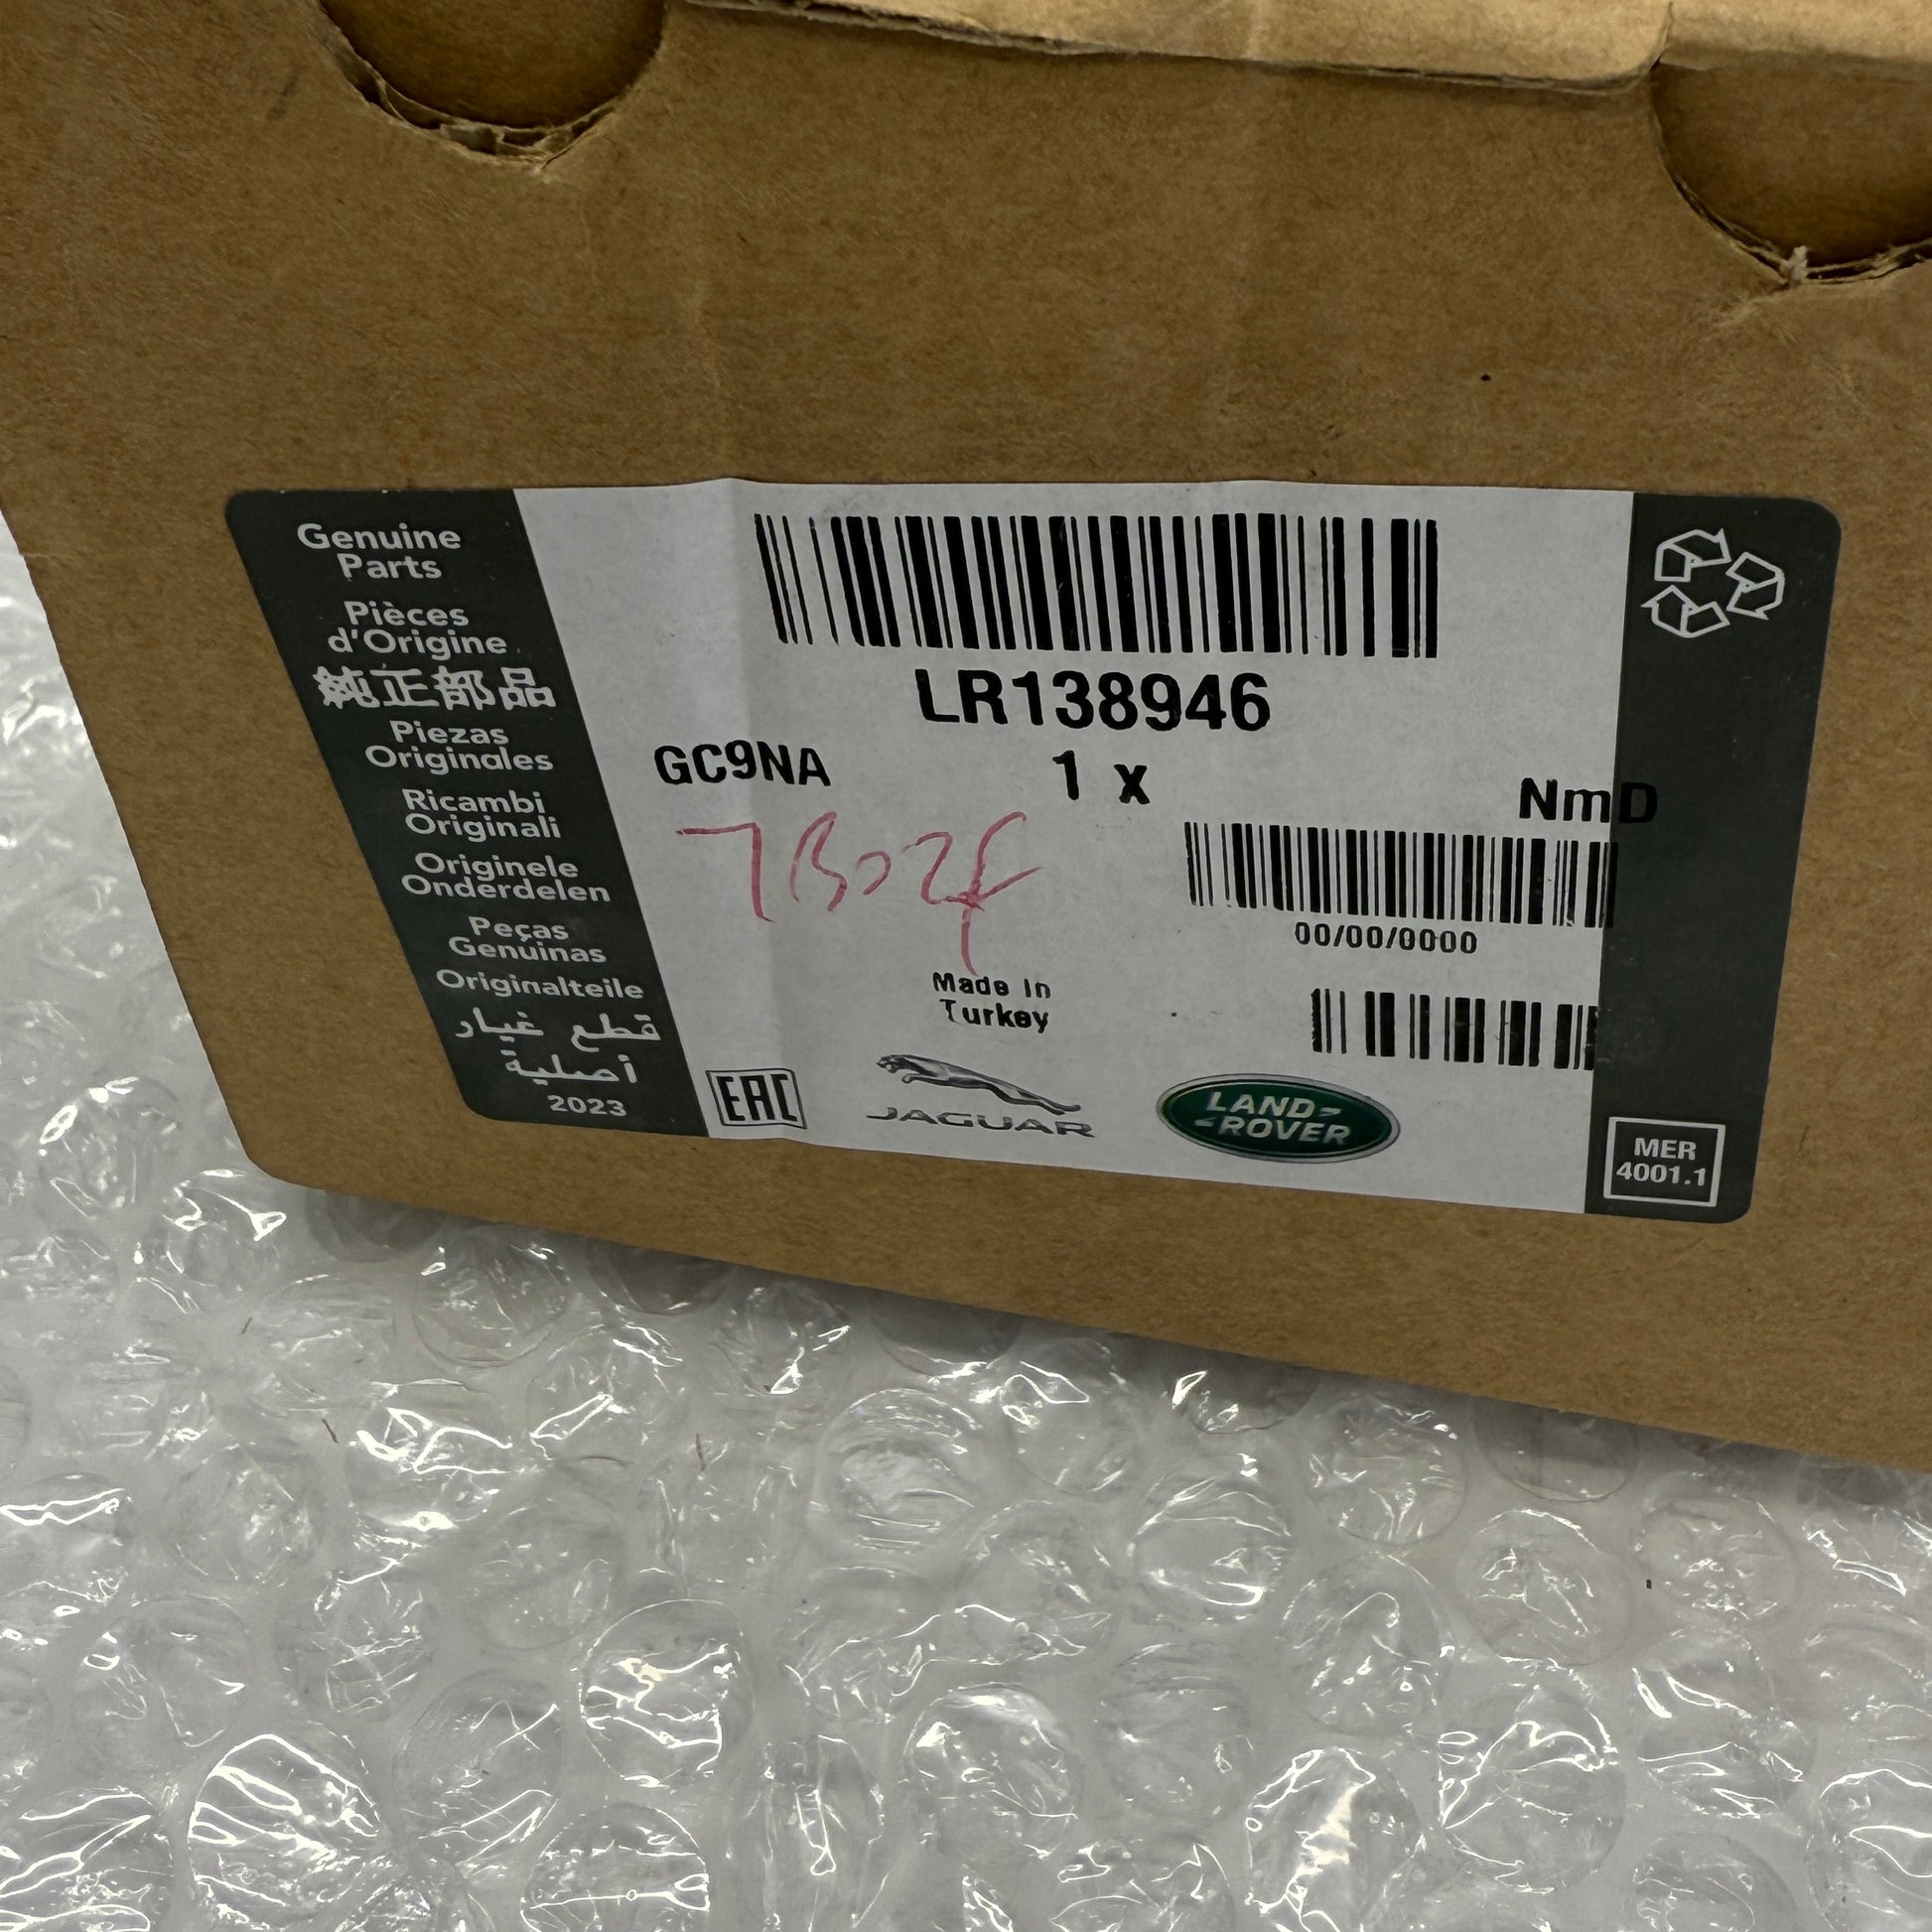 Genuine
Parts
Pièces
d'Origine
純正部品
Piezas
Originales
Ricambi
Originali
Originele
Onderdelen
Peças
Genuinas
Originalteile
قطع غيار
أصلية
2023
LR138946
GC9NA
1 x
NmD
00/00/0000
Made In
Turkey
EAC
JAGUAR
LAND-
-ROVER
MER
4001.1